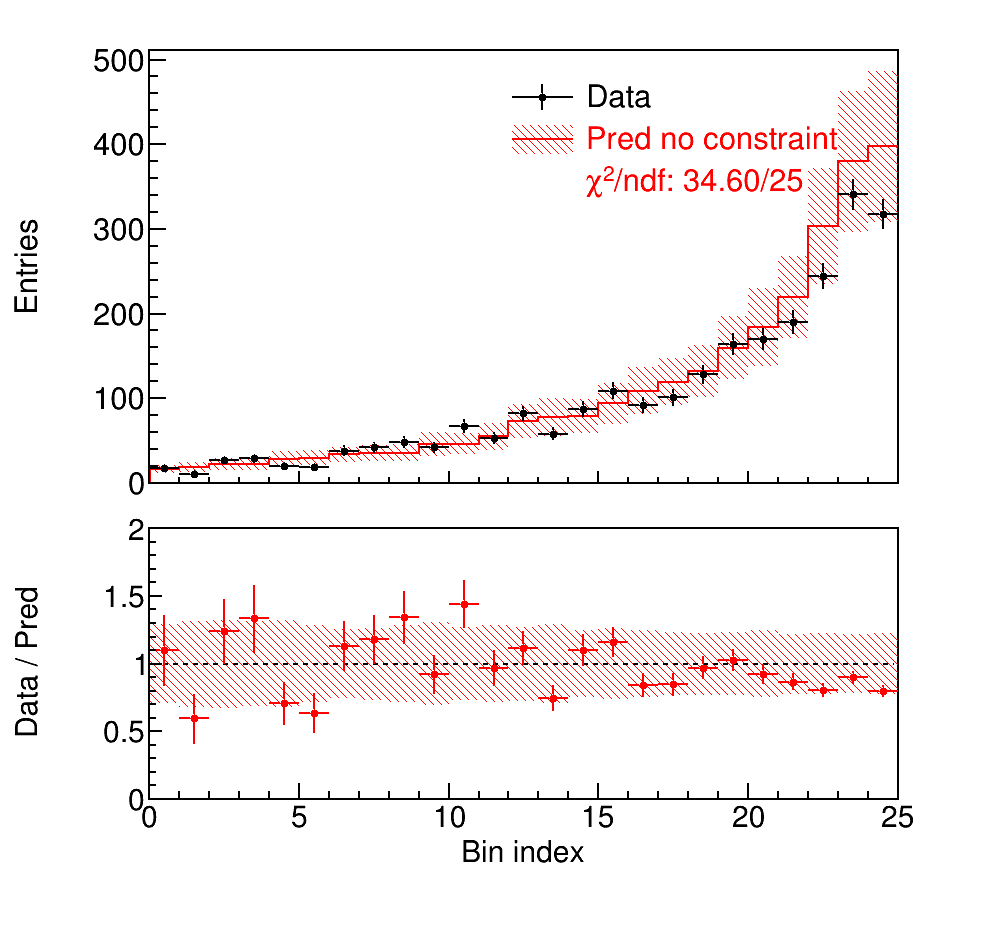 500
400
300
200
100
0
Entries
Data
Pred no constraint
χ²/ndf: 34.60/25
2
1.5
1
0.5
0
Data / Pred
0 5 10 15 20 25
Bin index